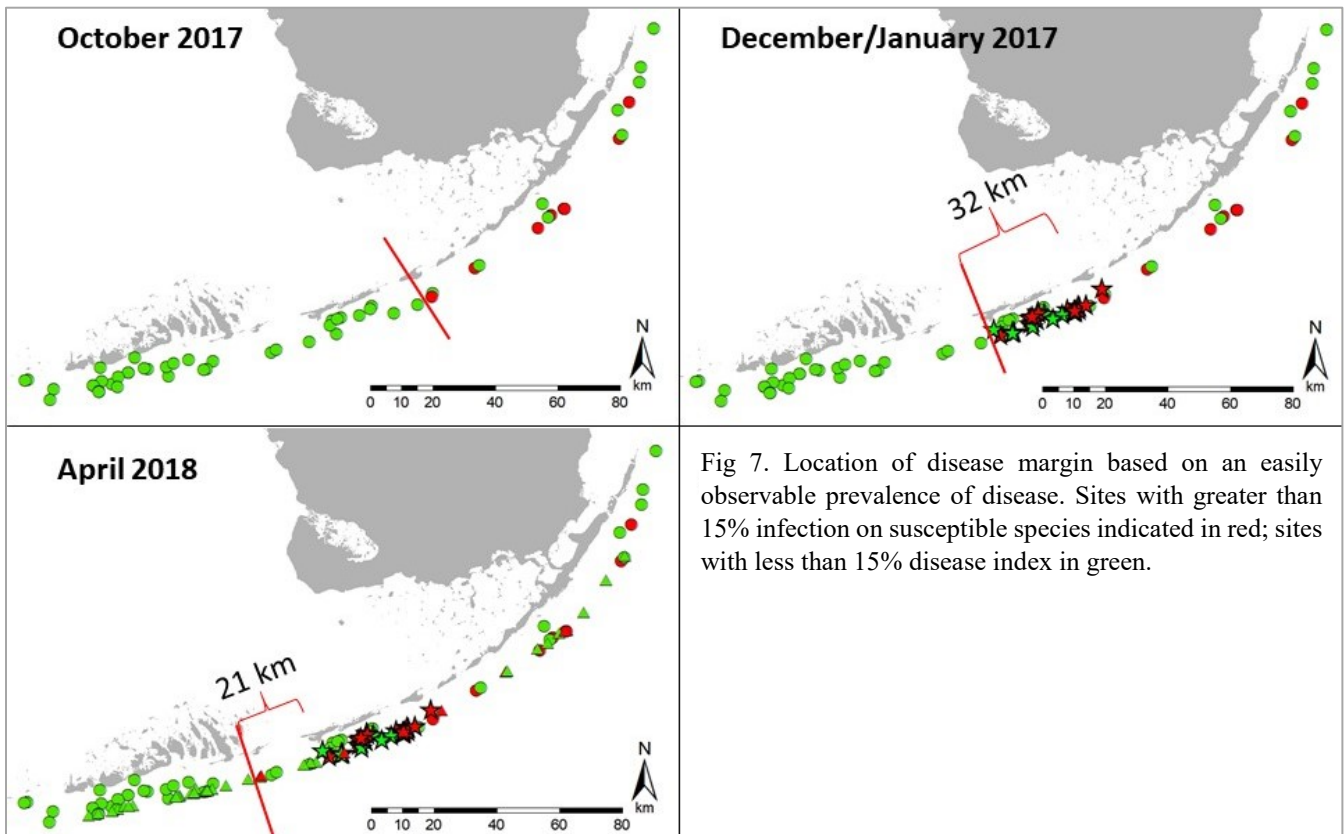 October 2017
N
km
0 10 20 40 60 80
December/January 2017
32 km
N
km
0 10 20 40 60 80
April 2018
21 km
N
km
0 10 20 40 60 80
Fig 7. Location of disease margin based on an easily
observable prevalence of disease. Sites with greater than
15% infection on susceptible species indicated in red; sites
with less than 15% disease index in green.